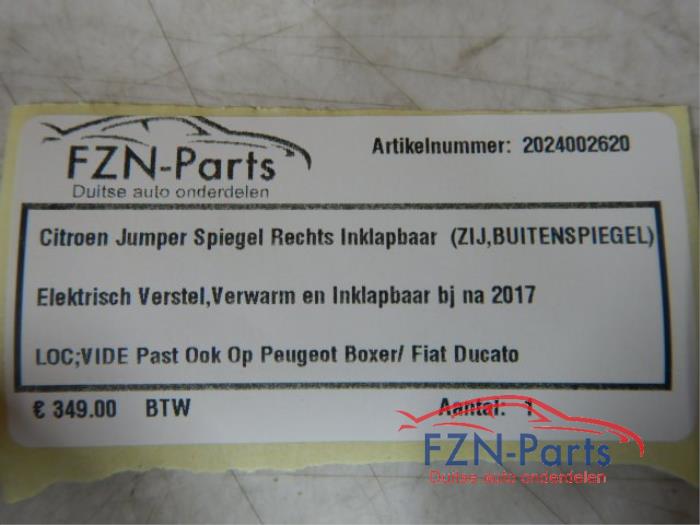 FZN-Parts
FZN-Parts
Duitse auto onderdelen
Artikelnummer: 2024002620
Citroen Jumper Spiegel Rechts Inklapbaar (ZIJ,BUITENSPIEGEL)
Elektrisch Verstel,Verwarm en Inklapbaar bj na 2017
LOC;VIDE Past Ook Op Peugeot Boxer/ Fiat Ducato
€ 349.00 BTW Aantal: 1
FZN-Parts
Duitse auto onderdelen